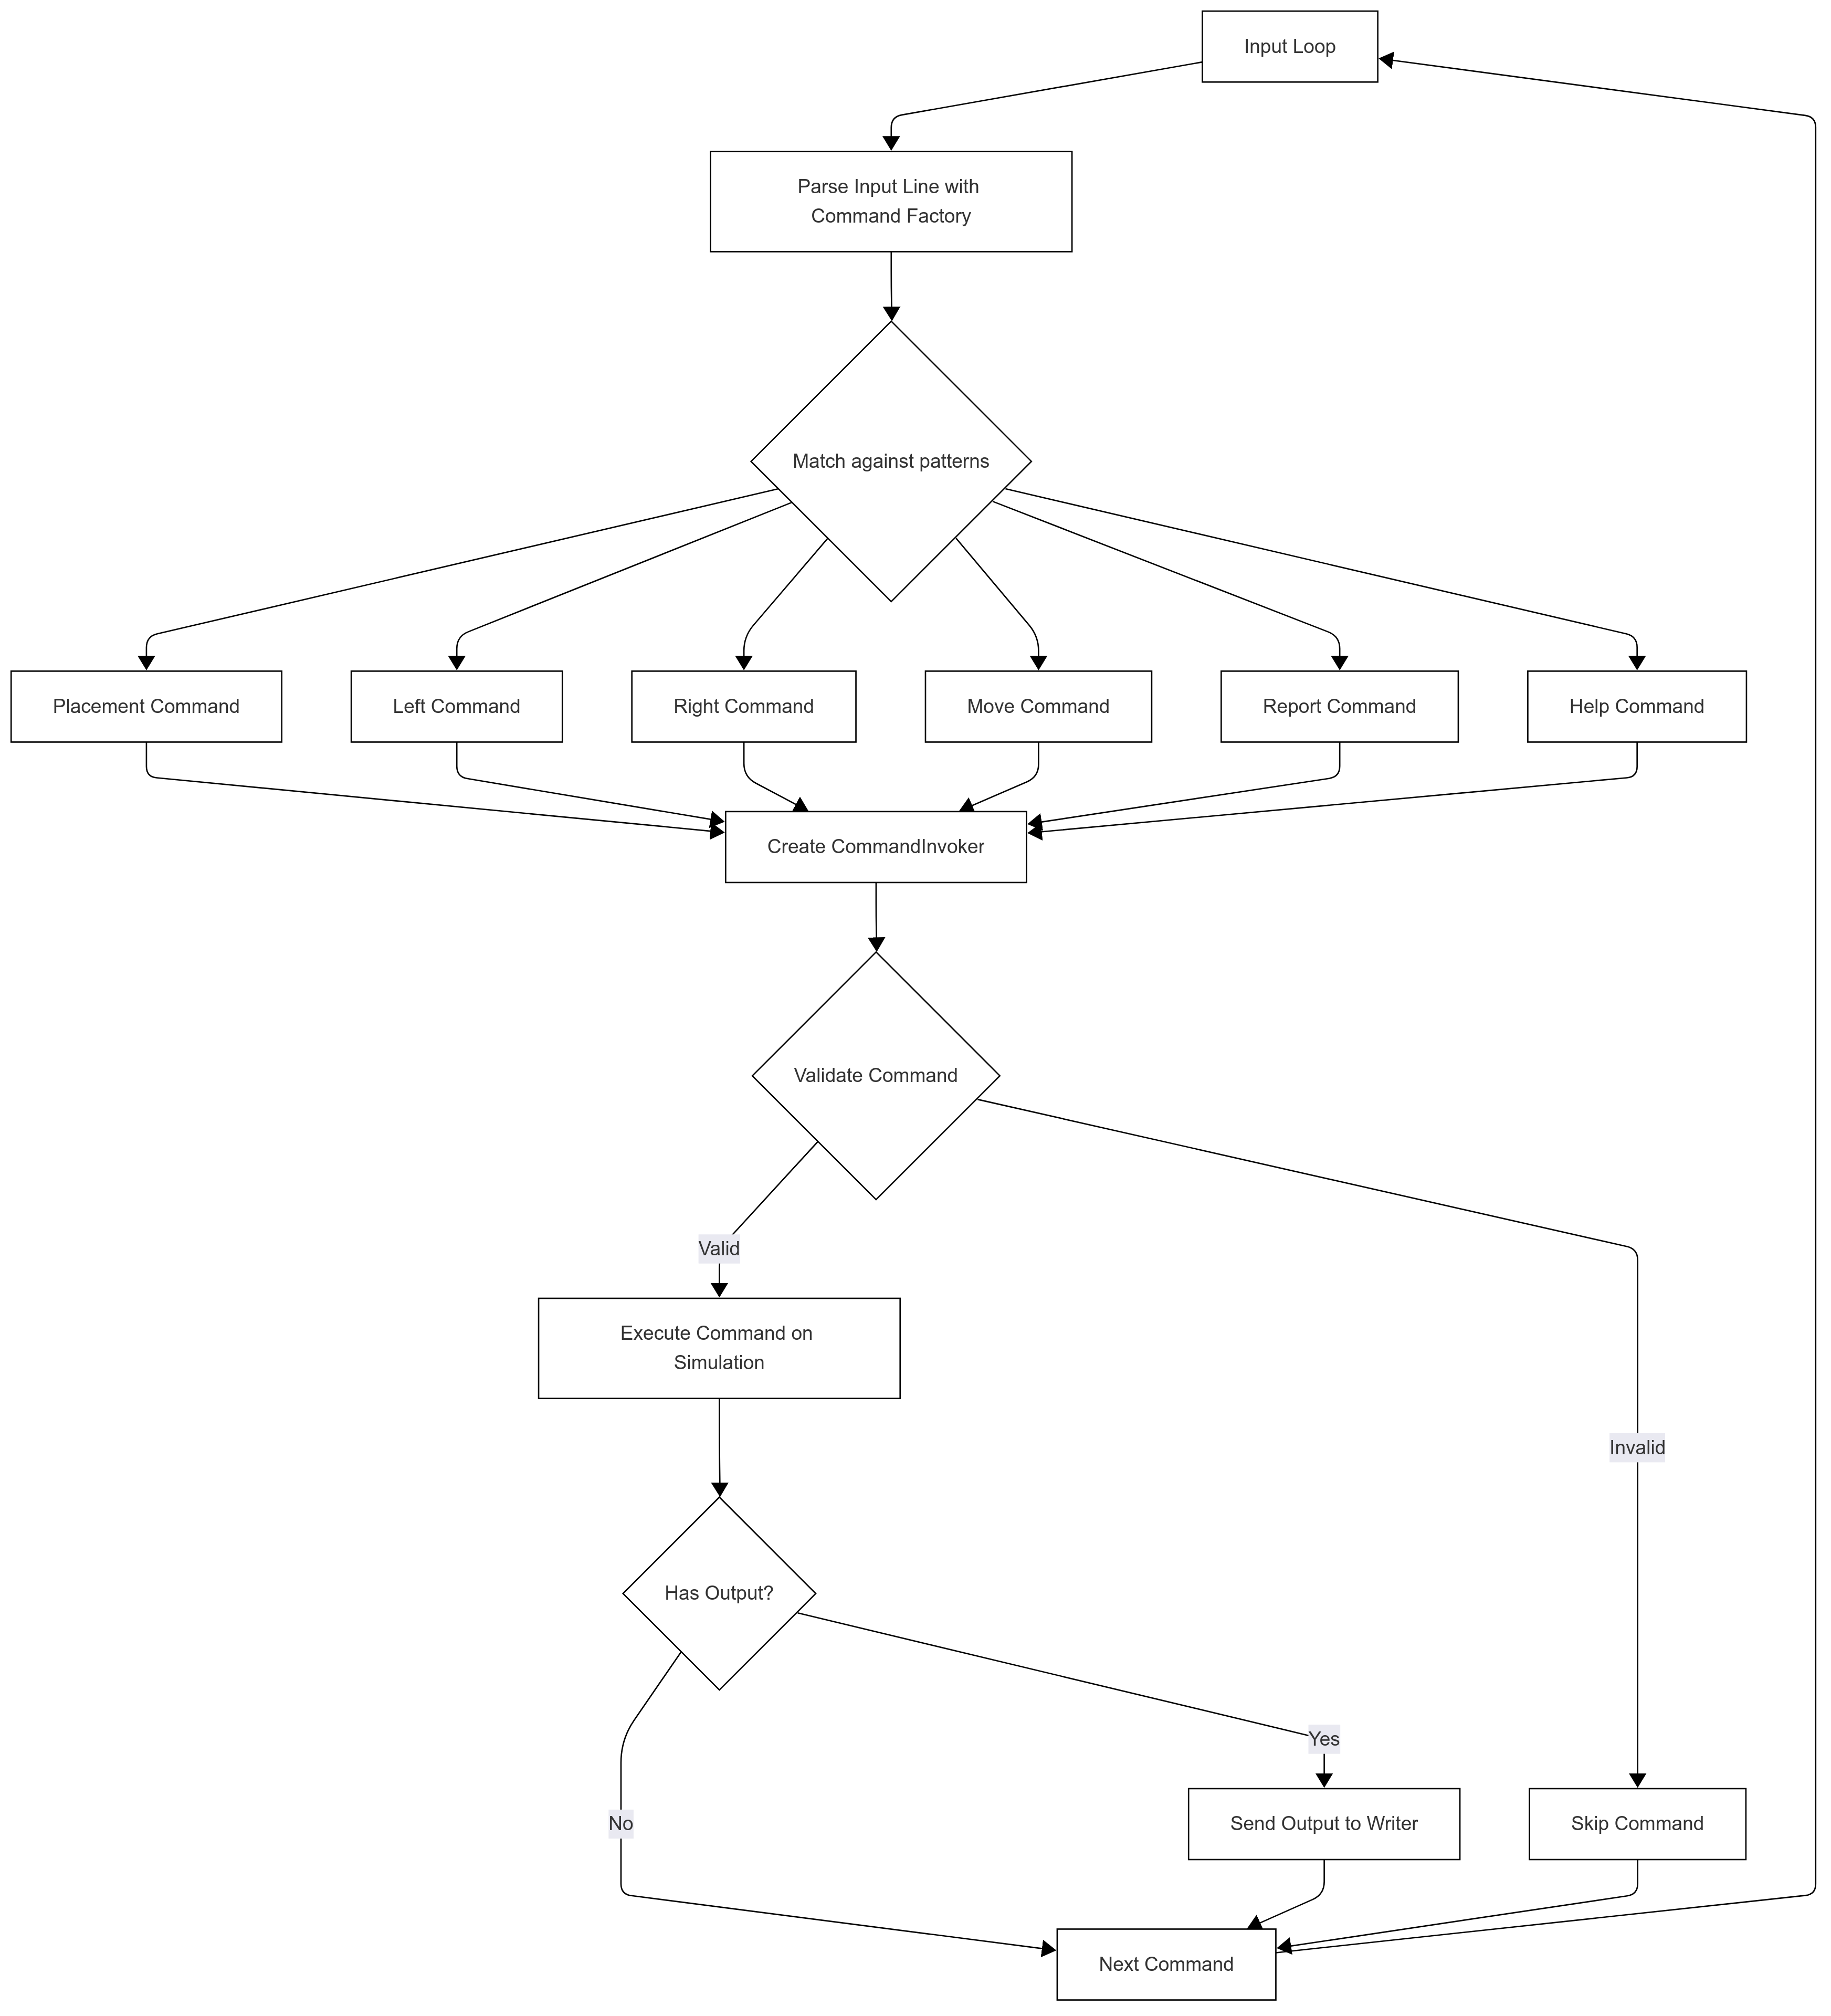 Input Loop
Parse Input Line with
Command Factory
Match against patterns
Placement Command
Left Command
Right Command
Move Command
Report Command
Help Command
Create CommandInvoker
Validate Command
Valid
Execute Command on
Simulation
Invalid
Has Output?
Yes
No
Send Output to Writer
Skip Command
Next Command